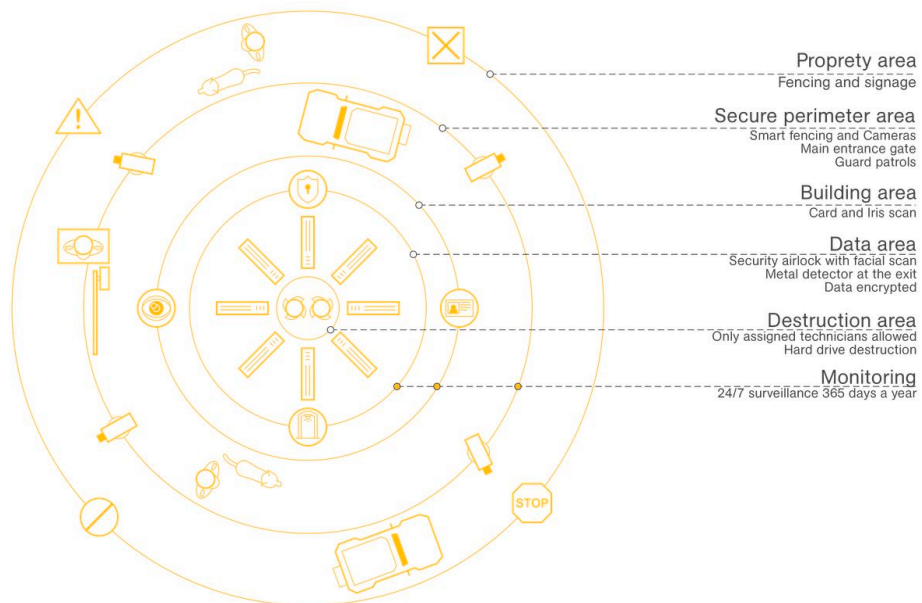 Proprety area
Fencing and signage
Secure perimeter area
Smart fencing and Cameras
Main entrance gate
Guard patrols
Building area
Card and Iris scan
Data area
Security airlock with facial scan
Metal detector at the exit
Data encrypted
Destruction area
Only assigned technicians allowed
Hard drive destruction
Monitoring
24/7 surveillance 365 days a year
STOP